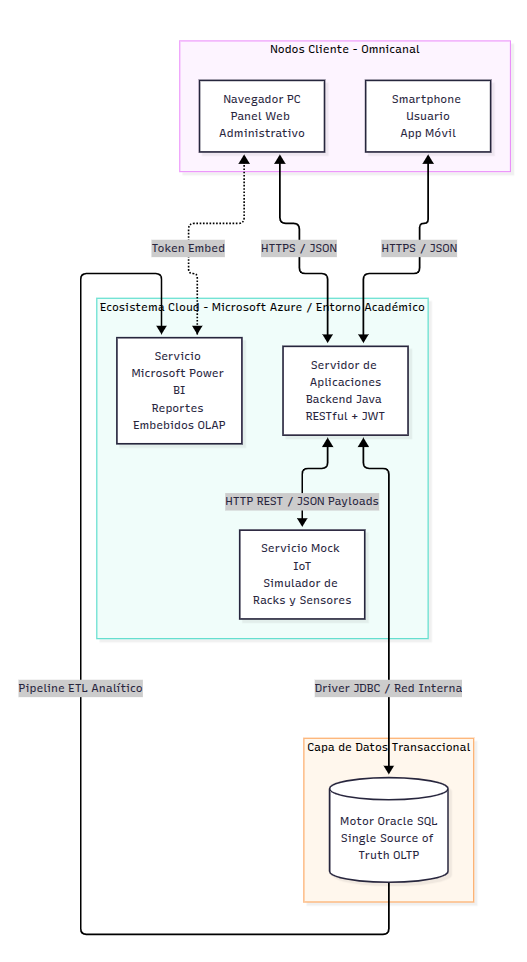 Nodos Cliente - Omnicanal
Navegador PC
Panel Web
Administrativo
Smartphone
Usuario
App Móvil
Token Embed
HTTPS / JSON
HTTPS / JSON
Ecosistema Cloud - Microsoft Azure / Entorno Académico
Servicio
Microsoft Power
BI
Reportes
Embebidos OLAP
Servidor de
Aplicaciones
Backend Java
RESTful + JWT
HTTP REST / JSON Payloads
Servicio Mock
IoT
Simulador de
Racks y Sensores
Pipeline ETL Analítico
Driver JDBC / Red Interna
Capa de Datos Transaccional
Motor Oracle SQL
Single Source of
Truth OLTP